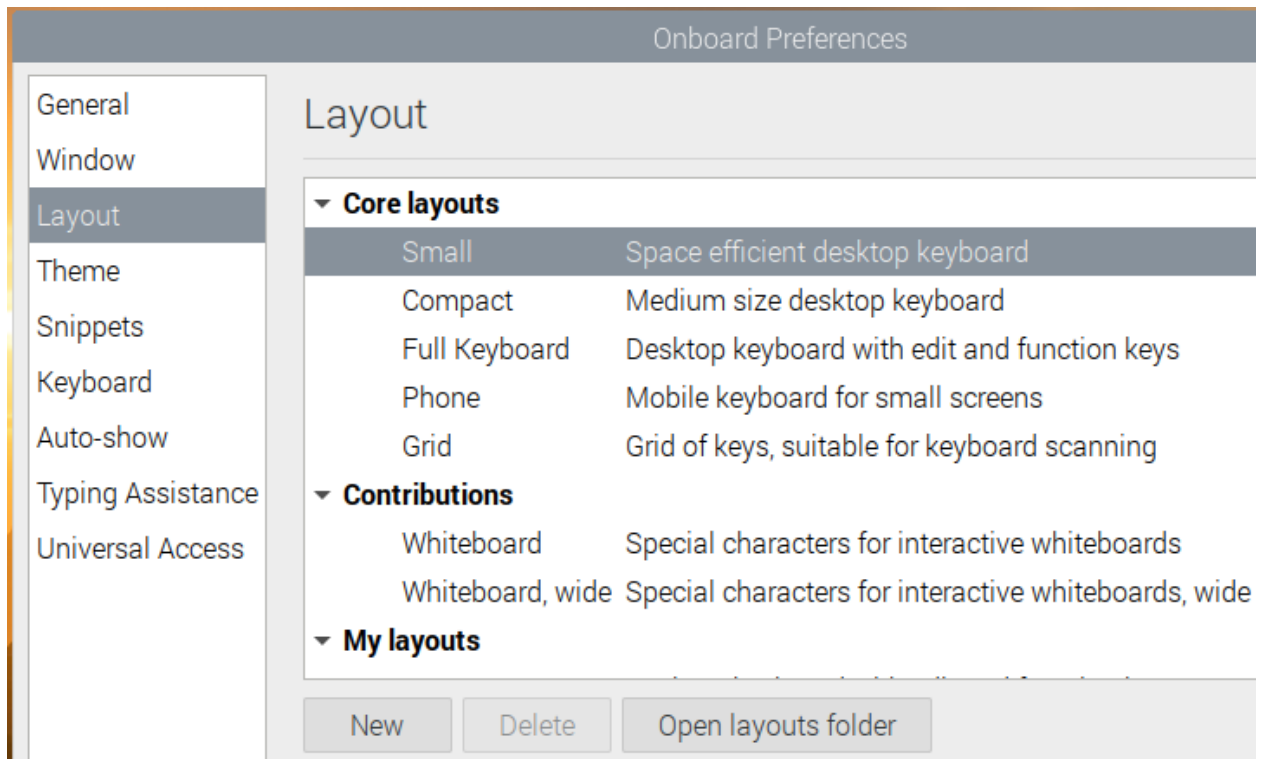 Onboard Preferences
General
Window
Layout
Theme
Snippets
Keyboard
Auto-show
Typing Assistance
Universal Access
Layout
Core layouts
Small Space efficient desktop keyboard
Compact Medium size desktop keyboard
Full Keyboard Desktop keyboard with edit and function keys
Phone Mobile keyboard for small screens
Grid Grid of keys, suitable for keyboard scanning
Contributions
Whiteboard Special characters for interactive whiteboards
Whiteboard, wide Special characters for interactive whiteboards, wide
My layouts
New Delete Open layouts folder